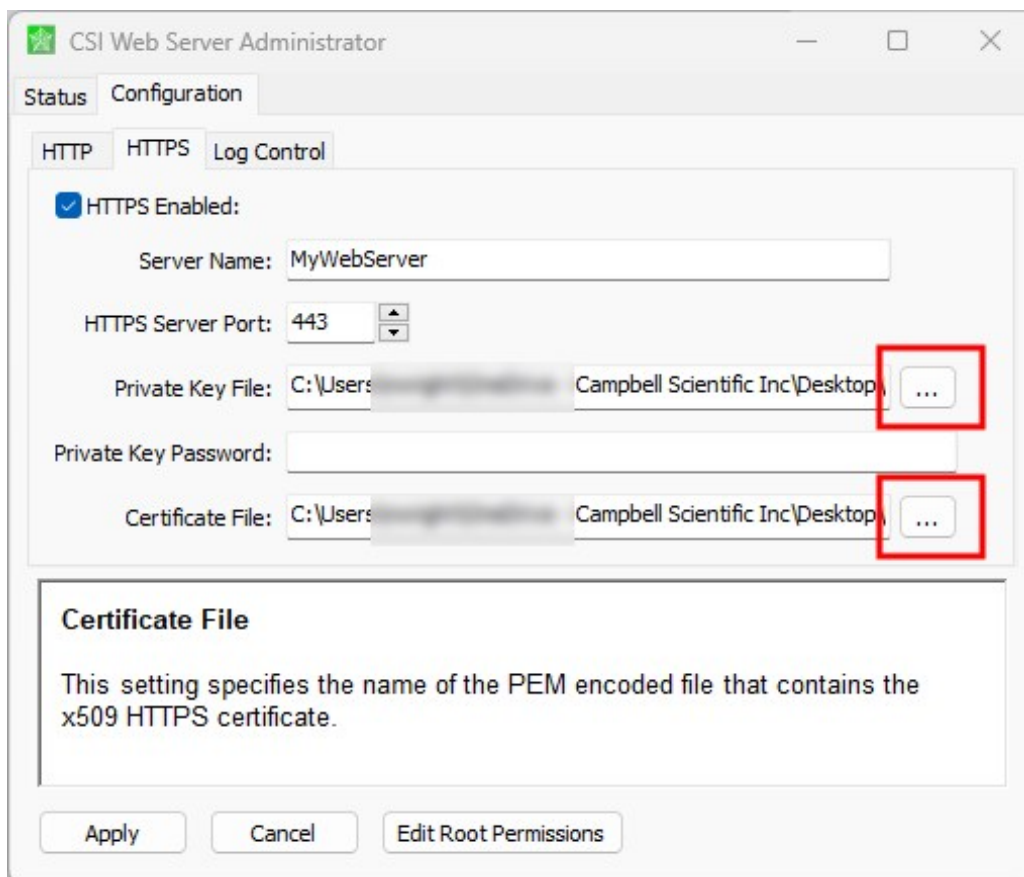 CSI Web Server Administrator
Status Configuration
HTTP HTTPS Log Control
HTTPS Enabled:
Server Name: MyWebServer
HTTPS Server Port: 443
Private Key File: C:\Users Campbell Scientific Inc\Desktop\ ...
Private Key Password:
Certificate File: C:\Users Campbell Scientific Inc\Desktop\ ...
Certificate File
This setting specifies the name of the PEM encoded file that contains the
x509 HTTPS certificate.
Apply Cancel Edit Root Permissions